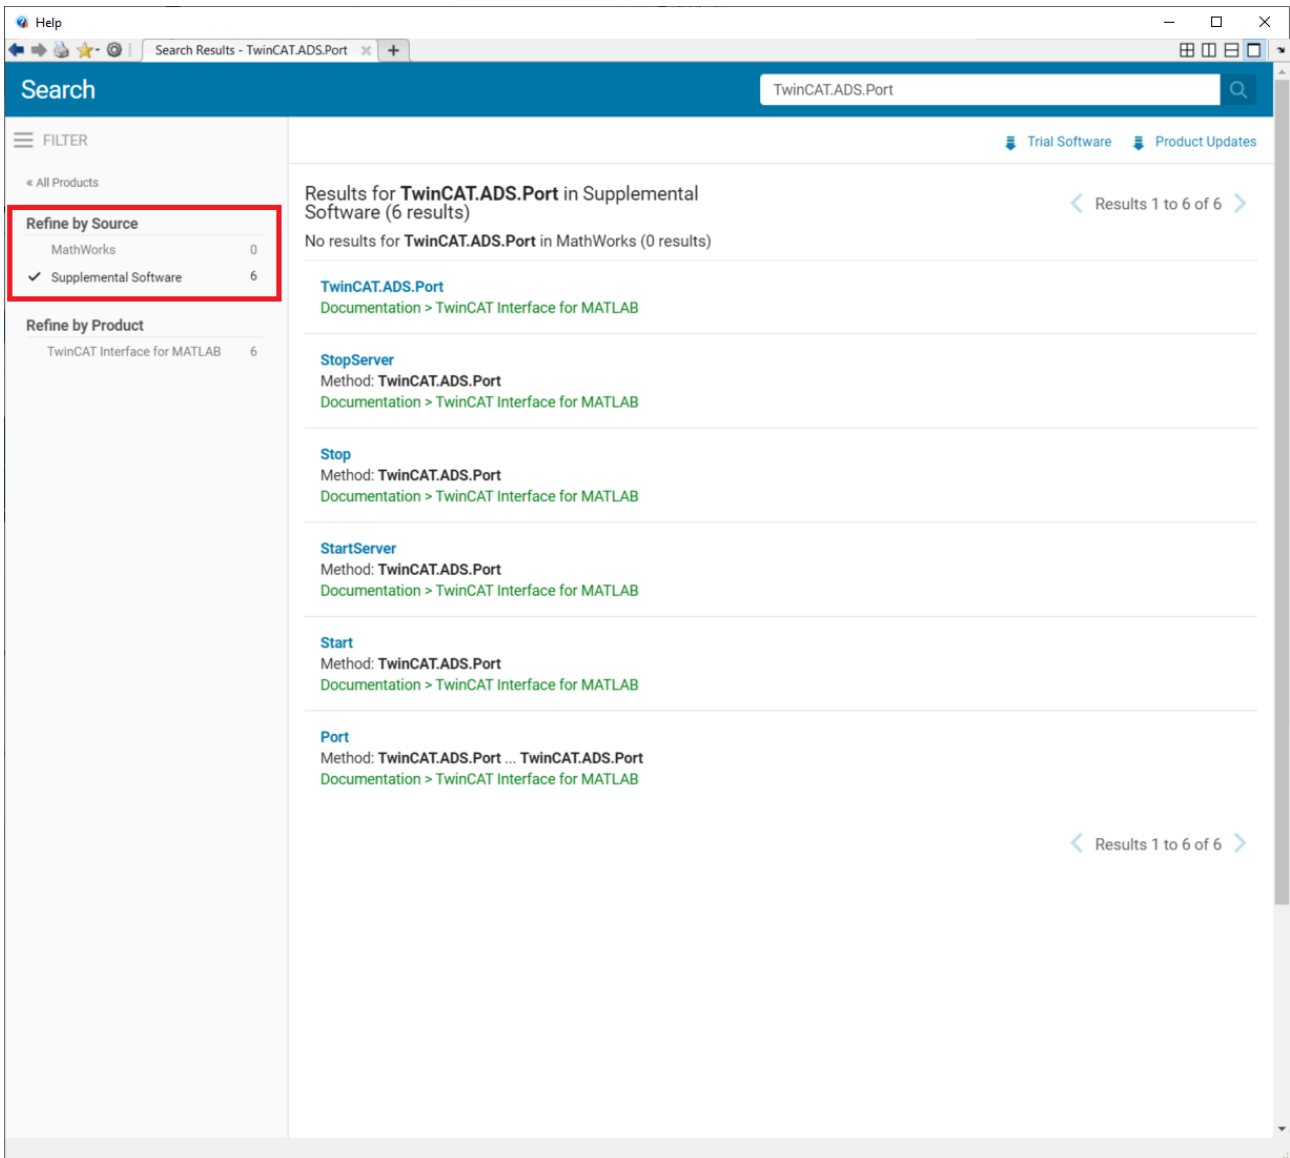 Help
Search Results - TwinCAT.ADS.Port
Search
TwinCAT.ADS.Port
FILTER
Trial Software
Product Updates
« All Products
Refine by Source
MathWorks 0
Supplemental Software 6
Refine by Product
TwinCAT Interface for MATLAB 6
Results for TwinCAT.ADS.Port in Supplemental
Software (6 results)
Results 1 to 6 of 6
No results for TwinCAT.ADS.Port in MathWorks (0 results)
TwinCAT.ADS.Port
Documentation > TwinCAT Interface for MATLAB
StopServer
Method: TwinCAT.ADS.Port
Documentation > TwinCAT Interface for MATLAB
Stop
Method: TwinCAT.ADS.Port
Documentation > TwinCAT Interface for MATLAB
StartServer
Method: TwinCAT.ADS.Port
Documentation > TwinCAT Interface for MATLAB
Start
Method: TwinCAT.ADS.Port
Documentation > TwinCAT Interface for MATLAB
Port
Method: TwinCAT.ADS.Port ... TwinCAT.ADS.Port
Documentation > TwinCAT Interface for MATLAB
Results 1 to 6 of 6